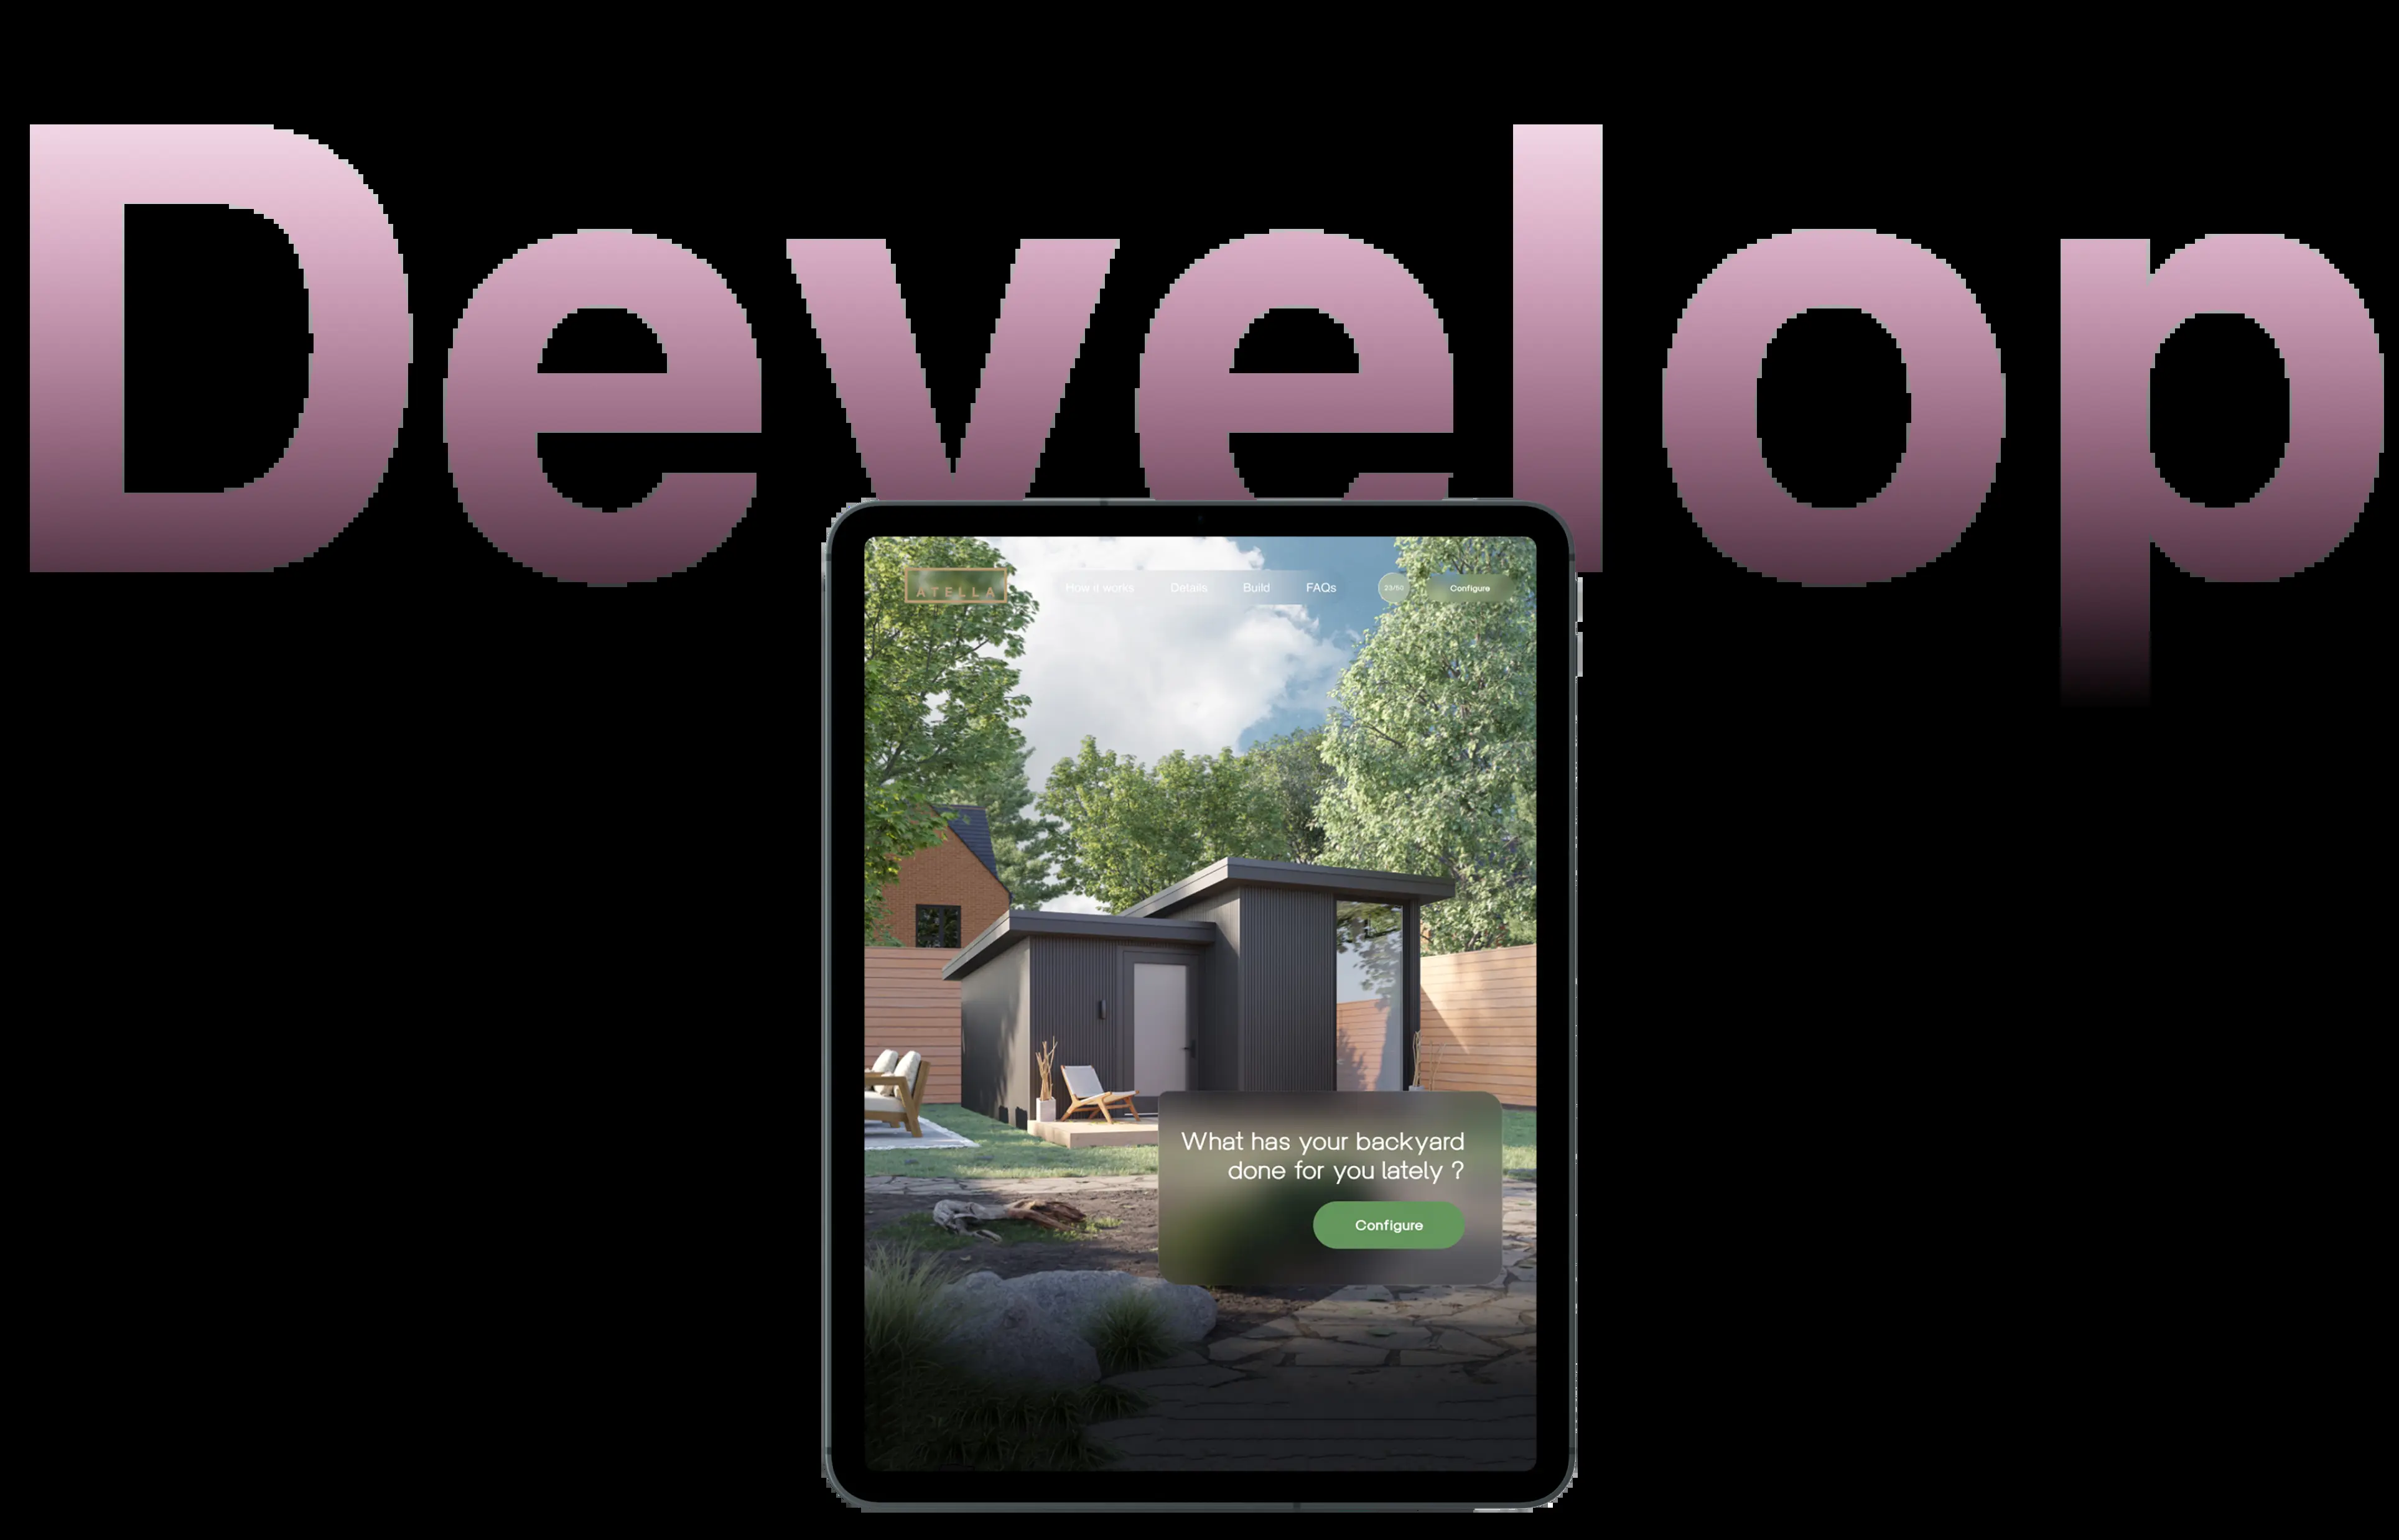 Develop
ATELLA
How it works Details Build FAQs 23/50 Configure
What has your backyard
done for you lately ?
Configure